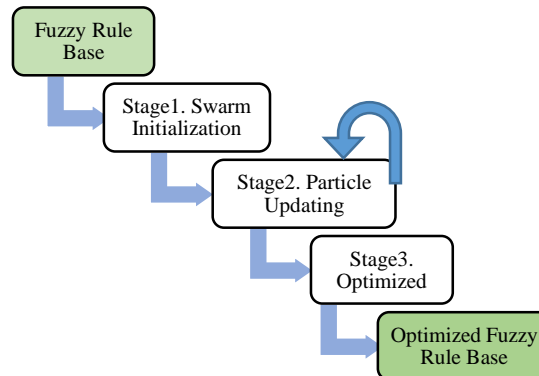 Fuzzy Rule
Base
Stage1. Swarm
Initialization
Stage2. Particle
Updating
Stage3.
Optimized
Optimized Fuzzy
Rule Base